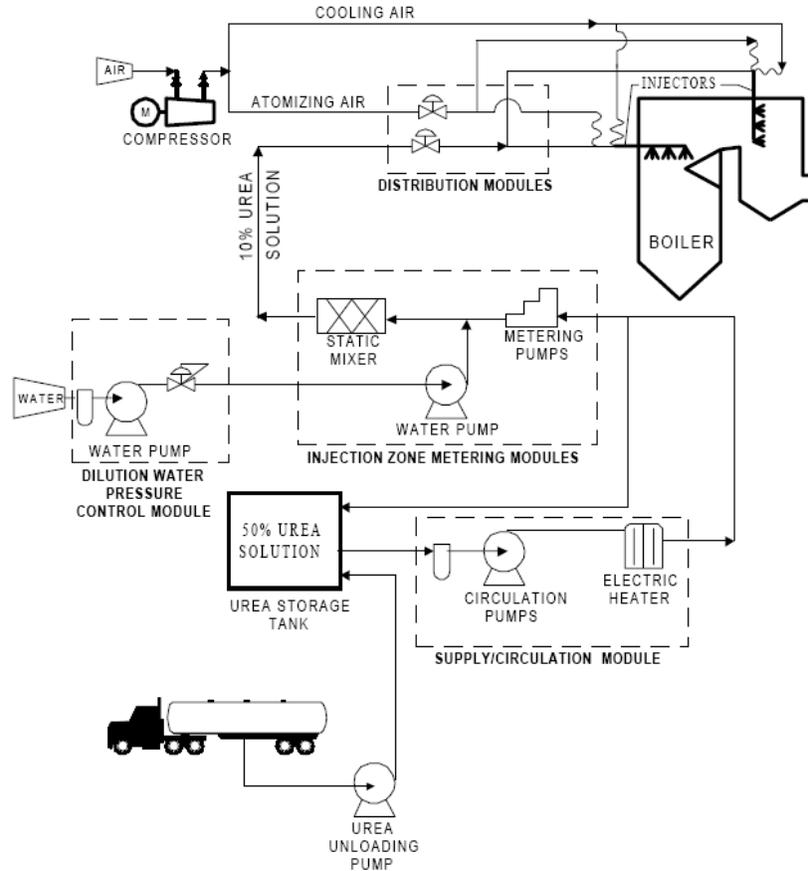 COOLING AIR
AIR
M
COMPRESSOR
ATOMIZING AIR
INJECTORS
DISTRIBUTION MODULES
BOILER
10% UREA
SOLUTION
STATIC
MIXER
METERING
PUMPS
WATER
WATER PUMP
WATER PUMP
INJECTION ZONE METERING MODULES
DILUTION WATER
PRESSURE
CONTROL MODULE
50% UREA
SOLUTION
UREA STORAGE
TANK
CIRCULATION
PUMPS
ELECTRIC
HEATER
SUPPLY/CIRCULATION MODULE
UREA
UNLOADING
PUMP